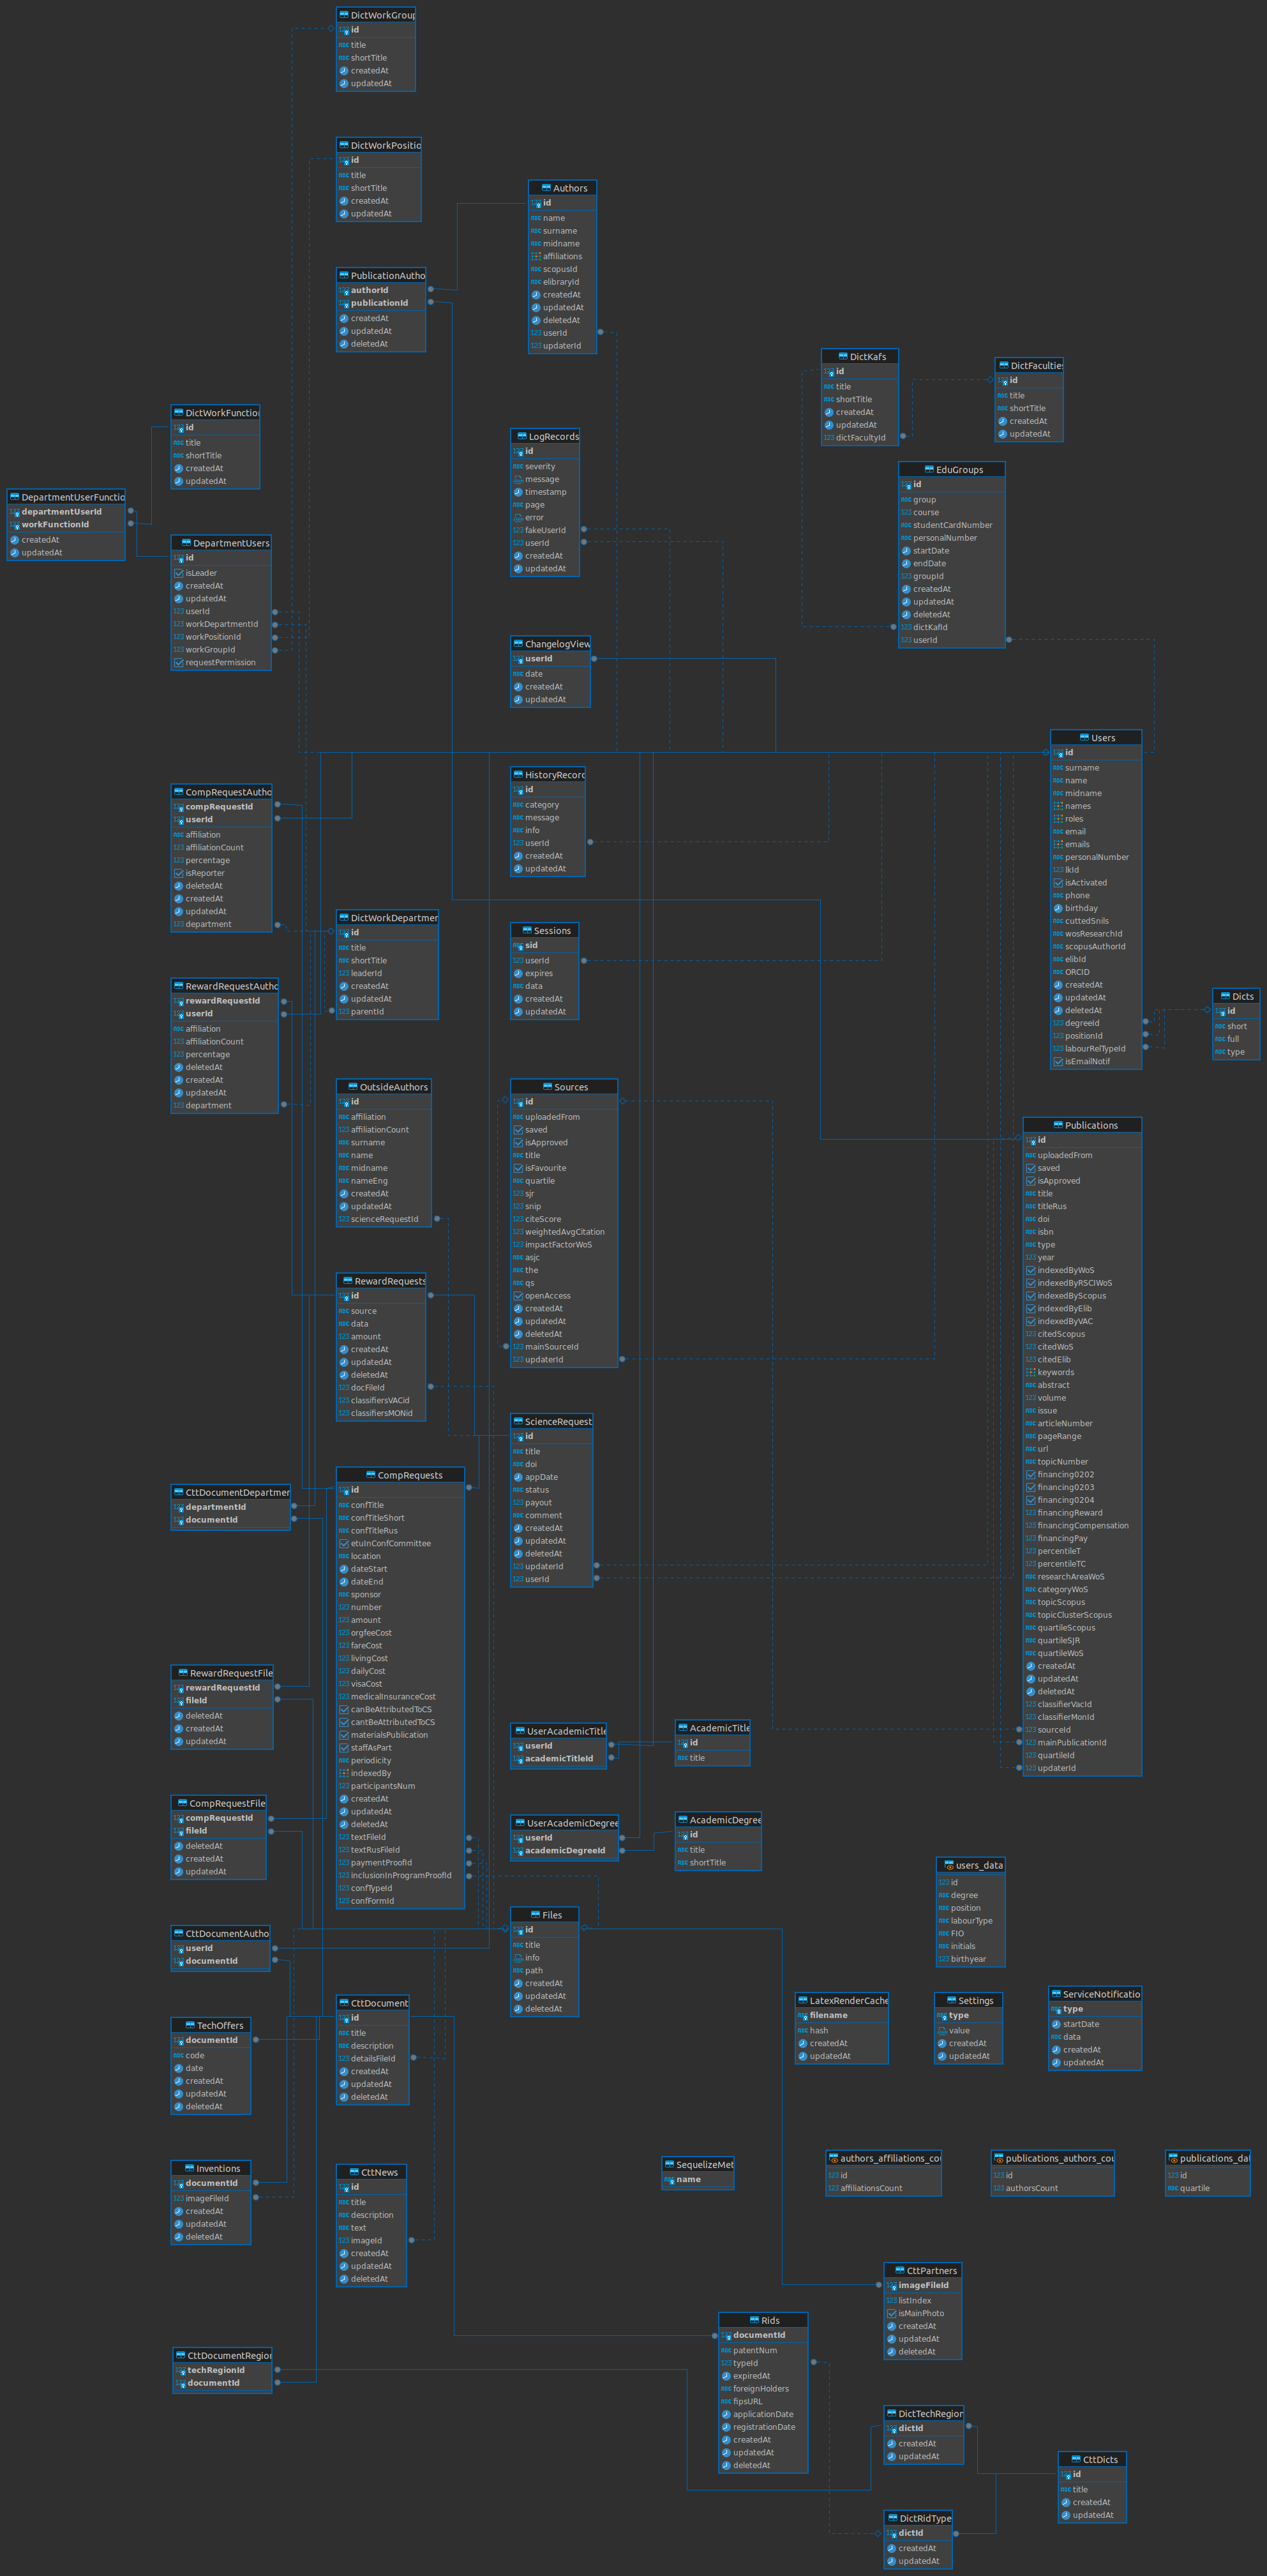 DictWorkGroup
id
title
shortTitle
createdAt
updatedAt
DictWorkPositio
id
title
shortTitle
createdAt
updatedAt
Authors
id
name
surname
midname
affiliations
scopusId
elibraryId
createdAt
updatedAt
deletedAt
userId
updaterId
PublicationAutho
authorId
publicationId
createdAt
updatedAt
deletedAt
DictKafs
id
title
shortTitle
createdAt
updatedAt
dictFacultyId
DictFaculties
id
title
shortTitle
createdAt
updatedAt
DictWorkFunction
id
title
shortTitle
createdAt
updatedAt
LogRecords
id
severity
message
timestamp
page
error
fakeUserId
userId
createdAt
updatedAt
EduGroups
id
group
course
studentCardNumber
personalNumber
startDate
endDate
groupId
createdAt
updatedAt
deletedAt
dictKafId
userId
DepartmentUserFunctio
departmentUserId
workFunctionId
createdAt
updatedAt
DepartmentUsers
id
isLeader
createdAt
updatedAt
userId
workDepartmentId
workPositionId
workGroupId
requestPermission
ChangelogView
userId
date
createdAt
updatedAt
Users
id
surname
name
midname
names
roles
email
emails
personalNumber
lkId
isActivated
phone
birthday
cuttedSnils
wosResearchId
scopusAuthorId
elibId
ORCID
createdAt
updatedAt
deletedAt
degreeId
positionId
labourRelTypeId
isEmailNotif
HistoryRecord
id
category
message
info
userId
createdAt
updatedAt
CompRequestAutho
compRequestId
userId
affiliation
affiliationCount
percentage
isReporter
deletedAt
createdAt
updatedAt
department
DictWorkDepartmen
id
title
shortTitle
leaderId
createdAt
updatedAt
parentId
Sessions
sid
userId
expires
data
createdAt
updatedAt
RewardRequestAutho
rewardRequestId
userId
affiliation
affiliationCount
percentage
deletedAt
createdAt
updatedAt
department
Dicts
id
short
full
type
OutsideAuthors
id
affiliation
affiliationCount
surname
name
midname
nameEng
createdAt
updatedAt
scienceRequestId
Sources
id
uploadedFrom
saved
isApproved
title
isFavourite
quartile
sjr
snip
citeScore
weightedAvgCitation
impactFactorWoS
asjc
the
qs
openAccess
createdAt
updatedAt
deletedAt
mainSourceId
updaterId
Publications
id
uploadedFrom
saved
isApproved
title
titleRus
doi
isbn
type
year
indexedByWoS
indexedByRSCIWoS
indexedByScopus
indexedByElib
indexedByVAC
citedScopus
citedWoS
citedElib
keywords
abstract
volume
issue
articleNumber
pageRange
url
topicNumber
financing0202
financing0203
financing0204
financingReward
financingCompensation
financingPay
percentileT
percentileTC
researchAreaWoS
categoryWoS
topicScopus
topicClusterScopus
quartileScopus
quartileSJR
quartileWoS
createdAt
updatedAt
deletedAt
classifierVacId
classifierMonId
sourceId
mainPublicationId
quartileId
updaterId
RewardRequests
id
source
data
amount
createdAt
updatedAt
deletedAt
docFileId
classifiersVACid
classifiersMONid
ScienceRequest
id
title
doi
appDate
status
payout
comment
createdAt
updatedAt
deletedAt
updaterId
userId
CompRequests
id
confTitle
confTitleShort
confTitleRus
etuInConfCommittee
location
dateStart
dateEnd
sponsor
number
amount
orgfeeCost
fareCost
livingCost
dailyCost
visaCost
medicalInsuranceCost
canBeAttributedToCS
cantBeAttributedToCS
materialsPublication
staffAsPart
periodicity
indexedBy
participantsNum
createdAt
updatedAt
deletedAt
textFileId
textRusFileId
paymentProofId
inclusionInProgramProofId
confTypeId
confFormId
CttDocumentDepartmen
departmentId
documentId
RewardRequestFile
rewardRequestId
fileId
deletedAt
createdAt
updatedAt
UserAcademicTitle
userId
academicTitleId
AcademicTitle
id
title
CompRequestFile
compRequestId
fileId
deletedAt
createdAt
updatedAt
UserAcademicDegree
userId
academicDegreeId
AcademicDegree
id
title
shortTitle
users_data
id
degree
position
labourType
FIO
initials
birthyear
Files
id
title
info
path
createdAt
updatedAt
deletedAt
CttDocumentAutho
userId
documentId
CttDocument
id
title
description
detailsFileId
createdAt
updatedAt
deletedAt
TechOffers
documentId
code
date
createdAt
updatedAt
deletedAt
LatexRenderCache
filename
hash
createdAt
updatedAt
Settings
type
value
createdAt
updatedAt
ServiceNotificatio
type
startDate
data
createdAt
updatedAt
Inventions
documentId
imageFileId
createdAt
updatedAt
deletedAt
CttNews
id
title
description
text
imageId
createdAt
updatedAt
deletedAt
SequelizeMet
name
authors_affiliations_cou
id
affiliationsCount
publications_authors_cou
id
authorsCount
publications_dat
id
quartile
CttPartners
imageFileId
listIndex
isMainPhoto
createdAt
updatedAt
deletedAt
Rids
documentId
patentNum
typeId
expiredAt
foreignHolders
fipsURL
applicationDate
registrationDate
createdAt
updatedAt
deletedAt
CttDocumentRegion
techRegionId
documentId
DictTechRegion
dictId
createdAt
updatedAt
CttDicts
id
title
createdAt
updatedAt
DictRidType
dictId
createdAt
updatedAt